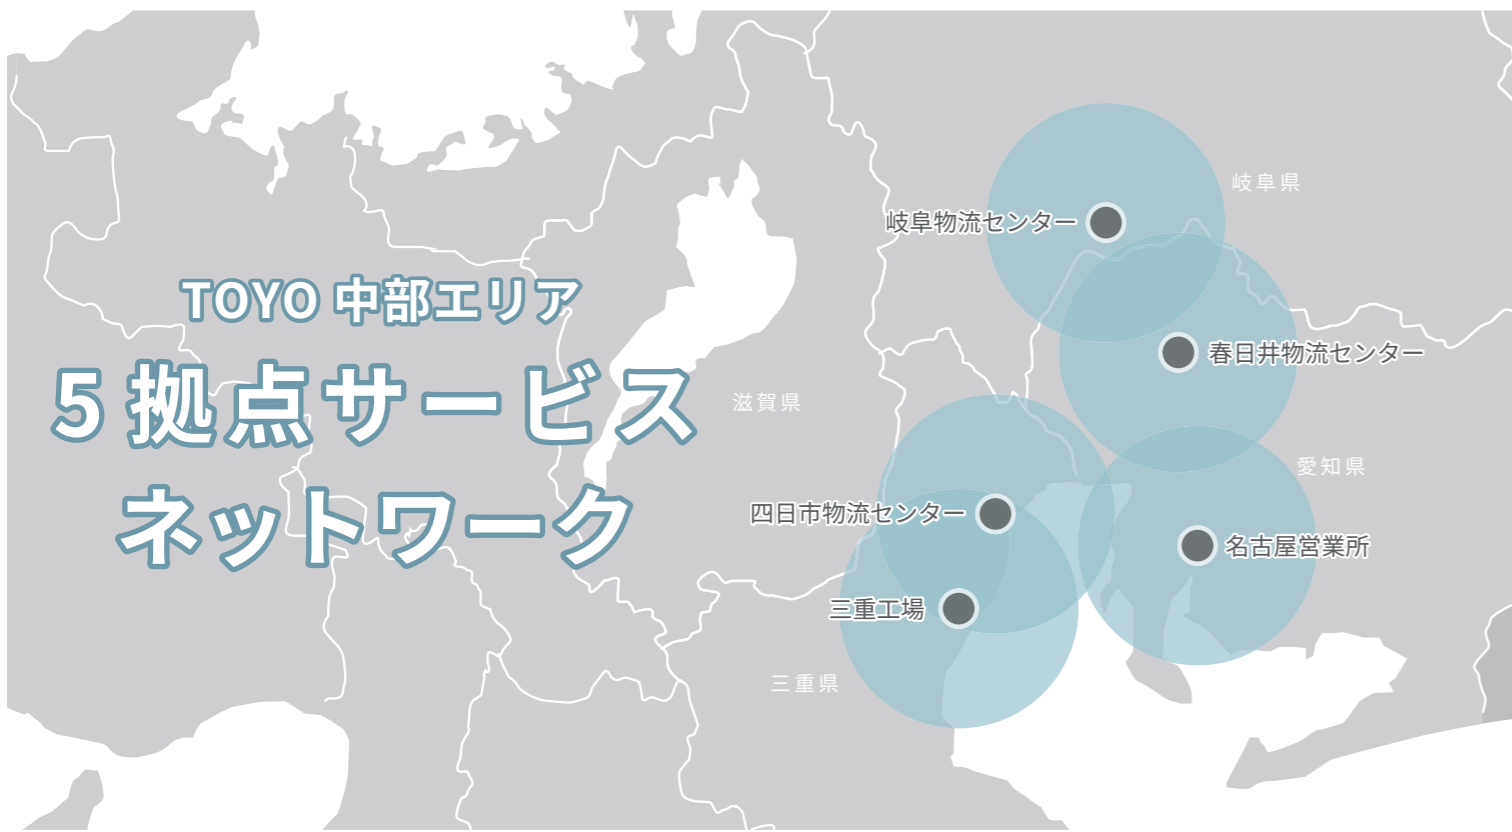 TOYO 中部エリア
5拠点サービス
ネットワーク
岐阜県
岐阜物流センター
春日井物流センター
滋賀県
愛知県
四日市物流センター
名古屋営業所
三重工場
三重県